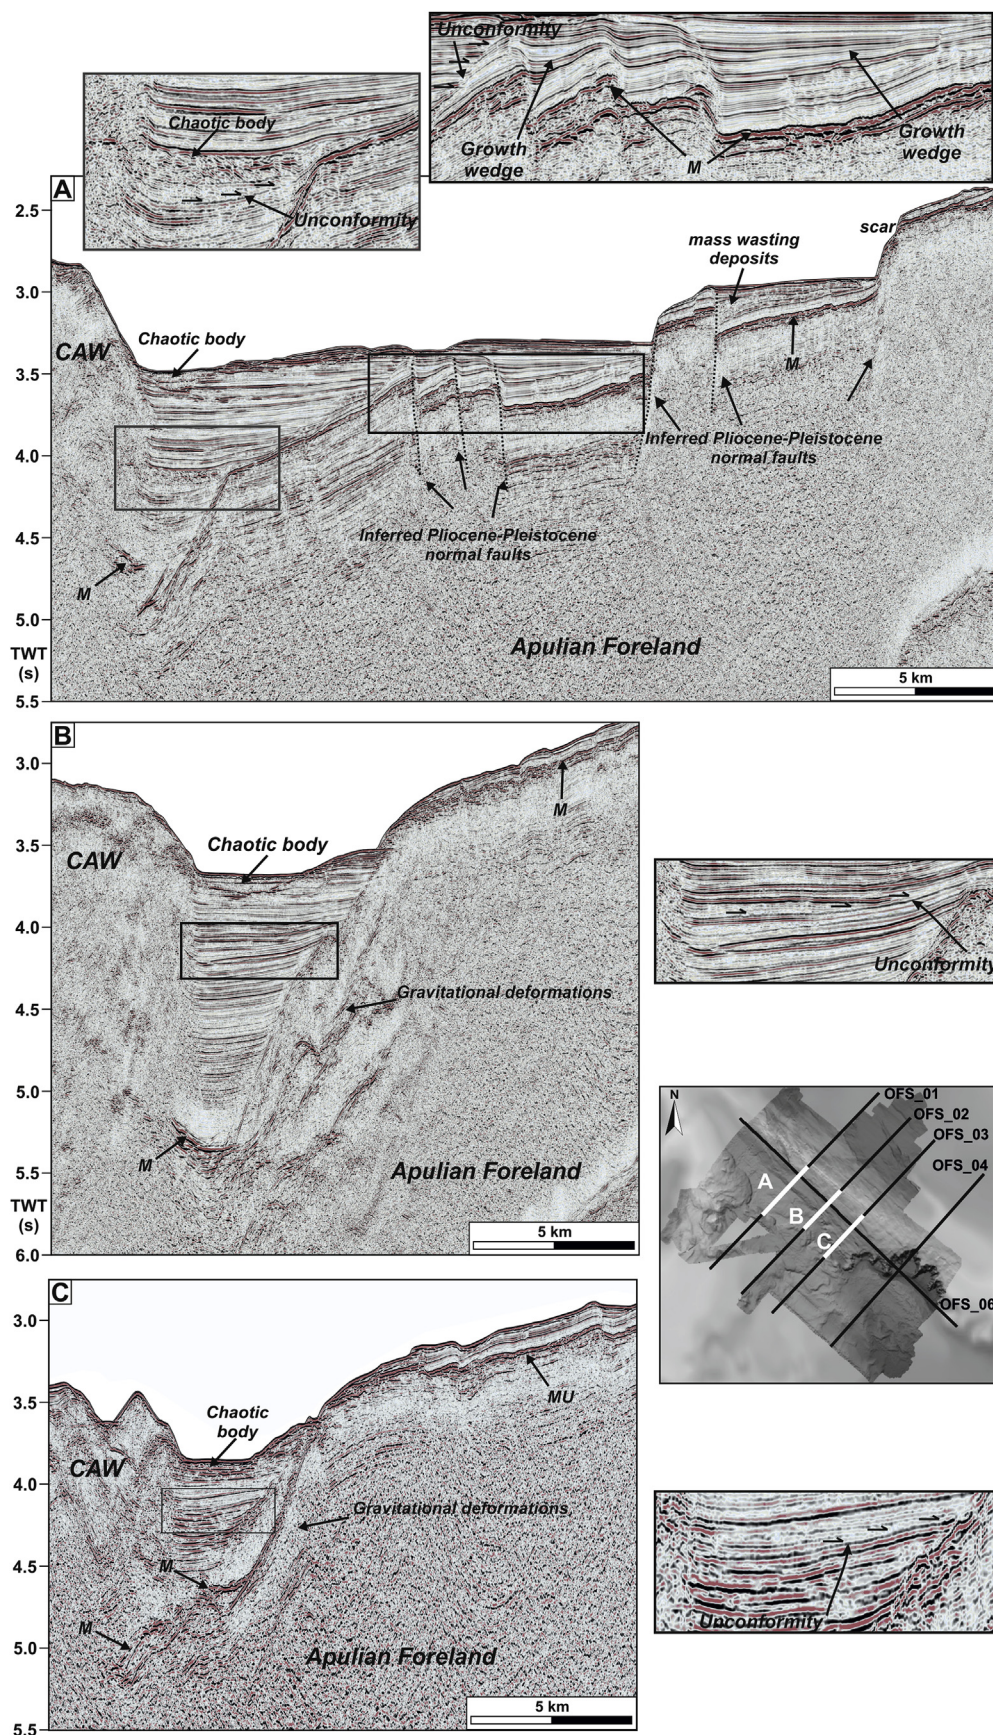 Unconformity
Growth
wedge
M
Growth
wedge
Chaotic body
Unconformity
A
2.5
3.0
3.5
4.0
4.5
5.0
TWT
(s)
5.5
scar
mass wasting
deposits
Chaotic body
CAW
M
Inferred Pliocene-Pleistocene
normal faults
Inferred Pliocene-Pleistocene
normal faults
M
Apulian Foreland
5 km
B
3.0
3.5
4.0
4.5
5.0
5.5
TWT
(s)
6.0
M
Chaotic body
CAW
Gravitational deformations
M
Apulian Foreland
5 km
Unconformity
N
OFS_01
OFS_02
OFS_03
OFS_04
A
B
C
OFS_06
C
3.0
3.5
4.0
4.5
5.0
5.5
MU
Chaotic
body
CAW
Gravitational deformations
M
M
Apulian Foreland
5 km
Unconformity